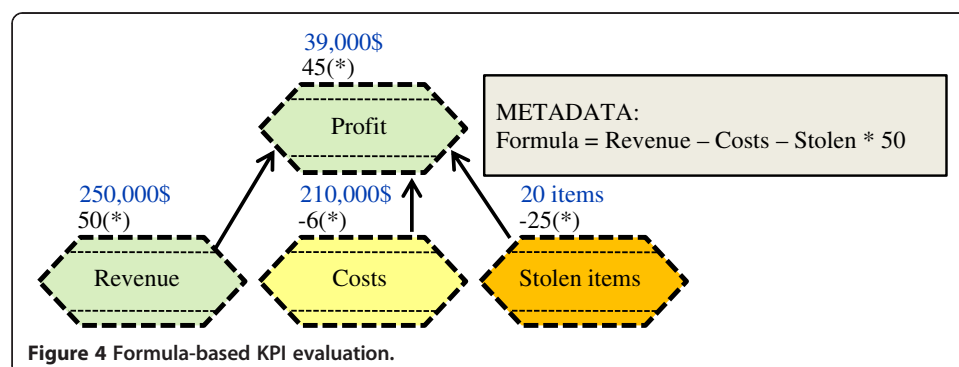 39,000$
45(*)
Profit
METADATA:
Formula = Revenue – Costs – Stolen * 50
250,000$
50(*)
Revenue
210,000$
-6(*)
Costs
20 items
-25(*)
Stolen items
Figure 4 Formula-based KPI evaluation.